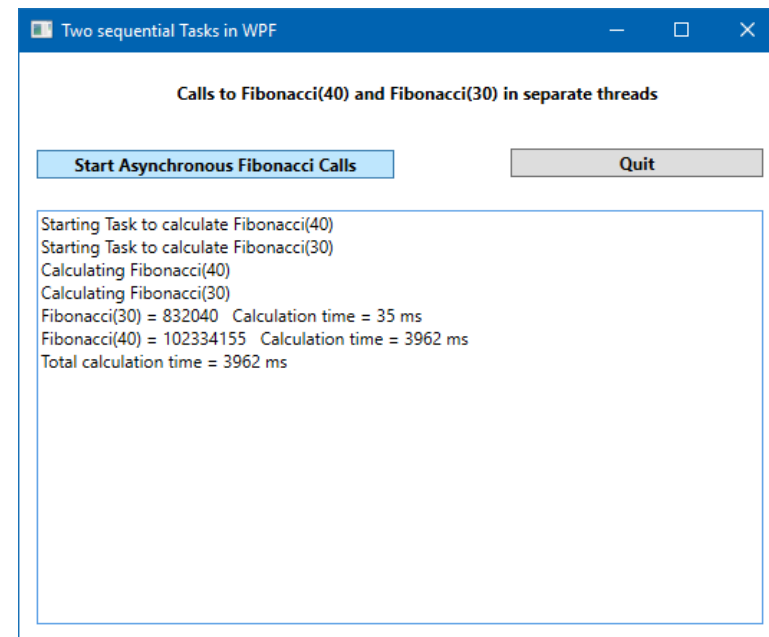 Two sequential Tasks in WPF
Calls to Fibonacci(40) and Fibonacci(30) in separate threads
Start Asynchronous Fibonacci Calls
Quit
Starting Task to calculate Fibonacci(40)
Starting Task to calculate Fibonacci(30)
Calculating Fibonacci(40)
Calculating Fibonacci(30)
Fibonacci(30) = 832040   Calculation time = 35 ms
Fibonacci(40) = 102334155   Calculation time = 3962 ms
Total calculation time = 3962 ms